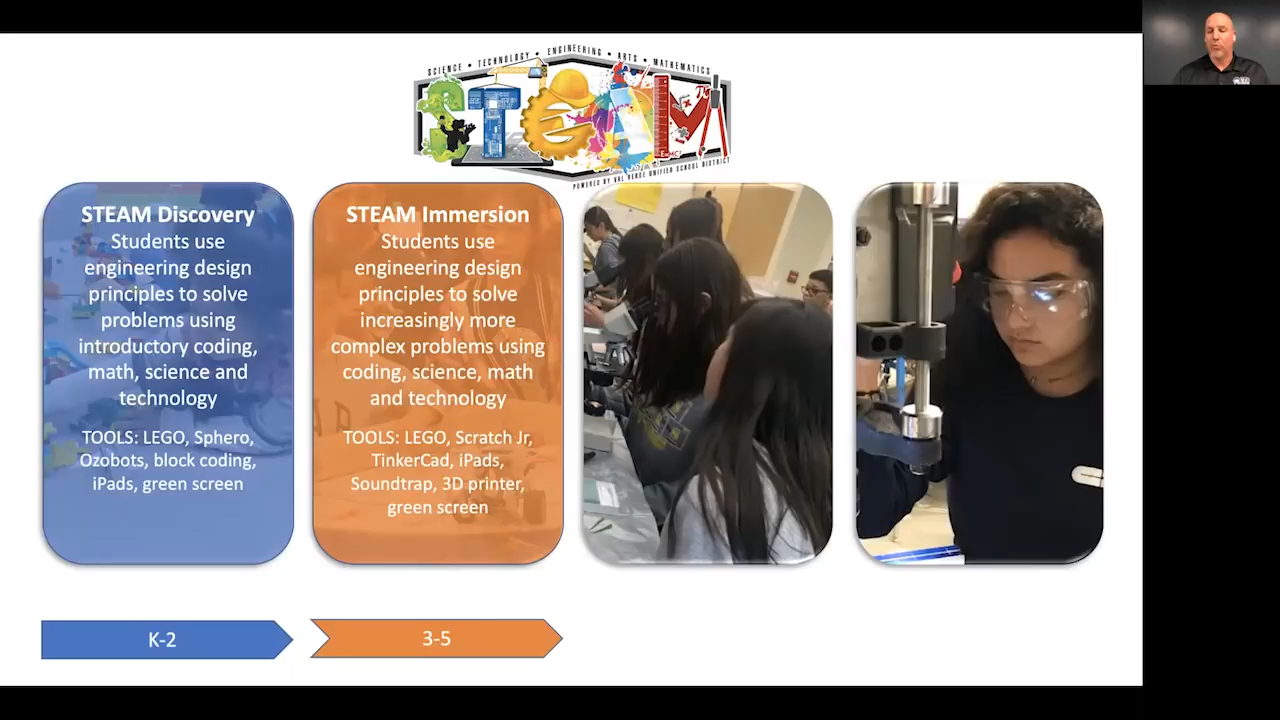 SCIENCE • TECHNOLOGY • ENGINEERING • ARTS • MATHEMATICS
STEAM
POWERED BY VAL VERDE UNIFIED SCHOOL DISTRICT
STEAM Discovery
Students use
engineering design
principles to solve
problems using
introductory coding,
math, science and
technology
TOOLS: LEGO, Sphero,
Ozobots, block coding,
iPads, green screen
STEAM Immersion
Students use
engineering design
principles to solve
increasingly more
complex problems using
coding, science, math
and technology
TOOLS: LEGO, Scratch Jr,
TinkerCad, iPads,
Soundtrap, 3D printer,
green screen
K-2
3-5